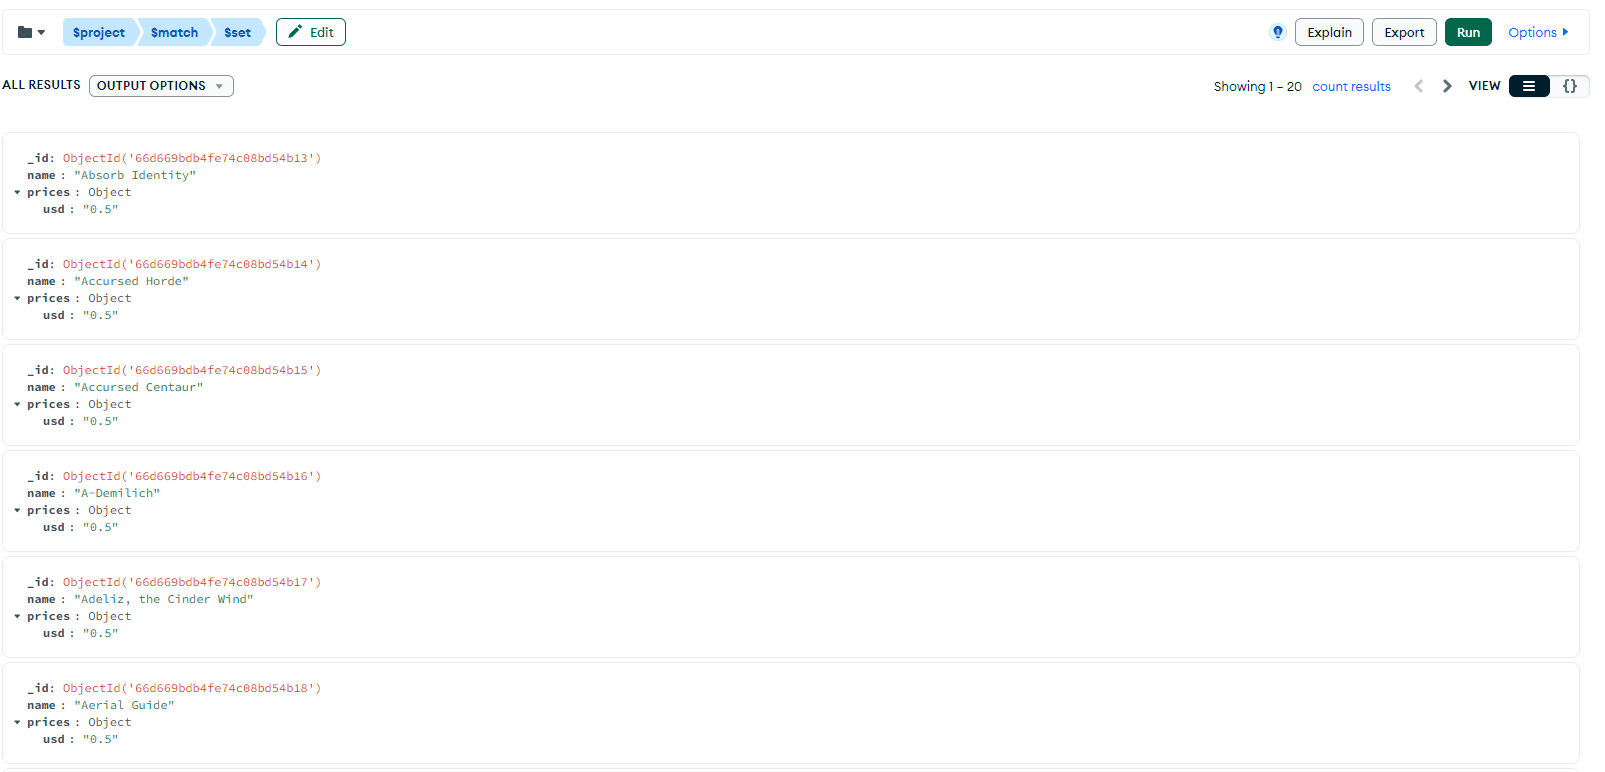 $project $match $set Edit Explain Export Run Options
ALL RESULTS OUTPUT OPTIONS Showing 1 – 20 count results VIEW {}
_id: ObjectId('66d669bdb4fe74c08bd54b13')
name : "Absorb Identity"
prices : Object
usd : "0.5"
_id: ObjectId('66d669bdb4fe74c08bd54b14')
name : "Accursed Horde"
prices : Object
usd : "0.5"
_id: ObjectId('66d669bdb4fe74c08bd54b15')
name : "Accursed Centaur"
prices : Object
usd : "0.5"
_id: ObjectId('66d669bdb4fe74c08bd54b16')
name : "A-Demilich"
prices : Object
usd : "0.5"
_id: ObjectId('66d669bdb4fe74c08bd54b17')
name : "Adeliz, the Cinder Wind"
prices : Object
usd : "0.5"
_id: ObjectId('66d669bdb4fe74c08bd54b18')
name : "Aerial Guide"
prices : Object
usd : "0.5"